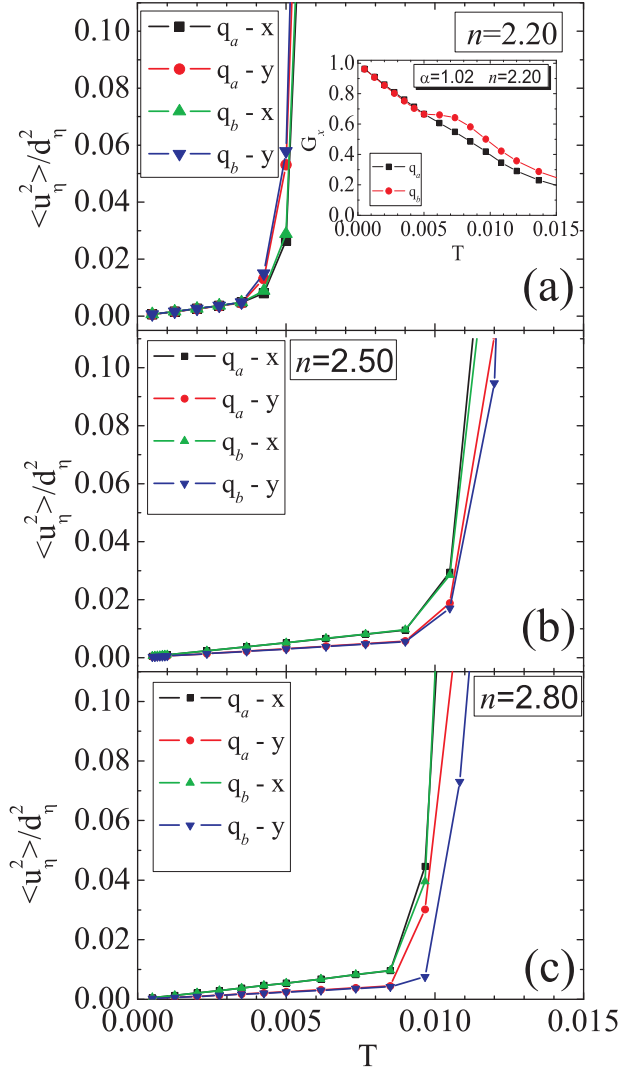 0.10
0.08
0.06
0.04
0.02
0.00
<u²_η>/d²_η
q_a - x
q_a - y
q_b - x
q_b - y
n=2.20
1.0
0.8
0.6
0.4
0.2
0.0
G_x
α=1.02 n=2.20
q_a
q_b
0.000 0.005 0.010 0.015
T
(a)
0.10
0.08
0.06
0.04
0.02
0.00
<u²_η>/d²_η
q_a - x
q_a - y
q_b - x
q_b - y
n=2.50
(b)
0.10
0.08
0.06
0.04
0.02
0.00
<u²_η>/d²_η
q_a - x
q_a - y
q_b - x
q_b - y
n=2.80
(c)
0.000 0.005 0.010 0.015
T